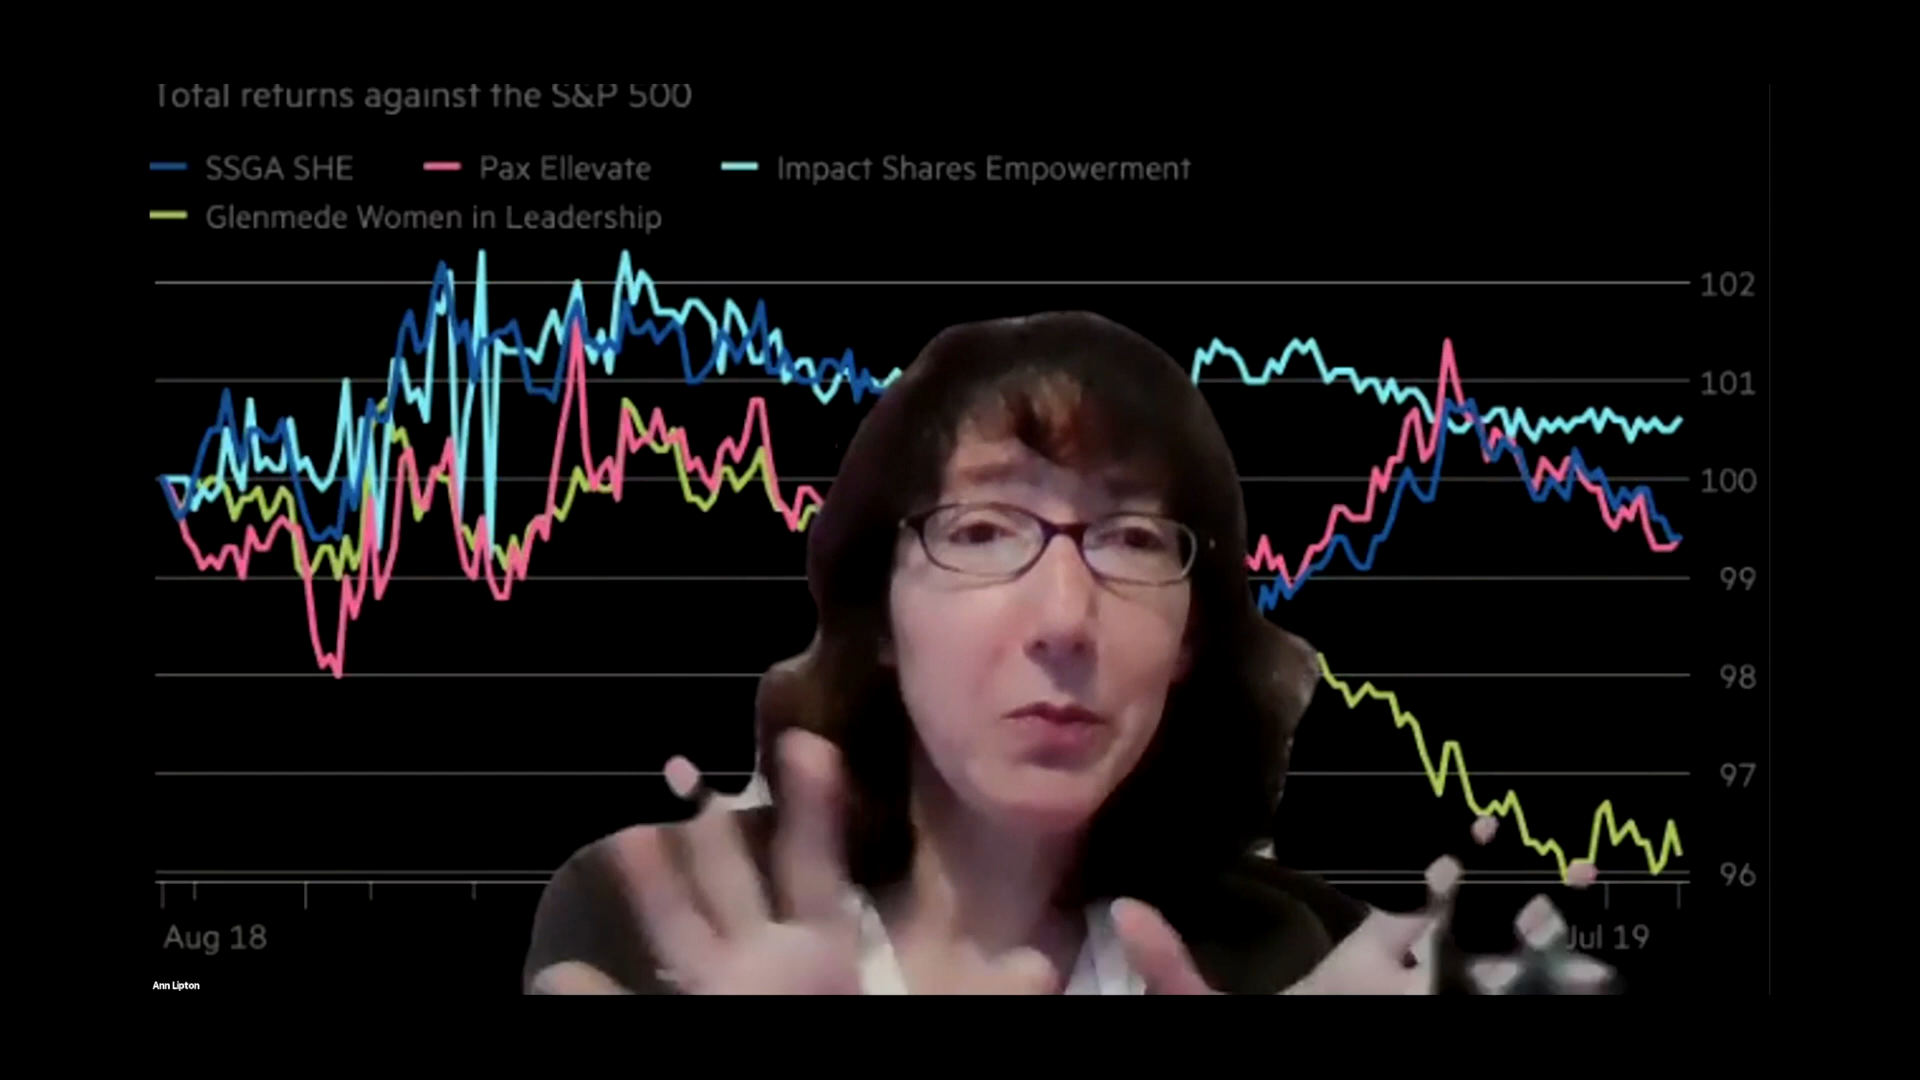 Total returns against the S&P 500
SSGA SHE
Pax Ellevate
Impact Shares Empowerment
Glenmede Women in Leadership
102
101
100
99
98
97
96
Aug 18
Jul 19
Ann Lipton